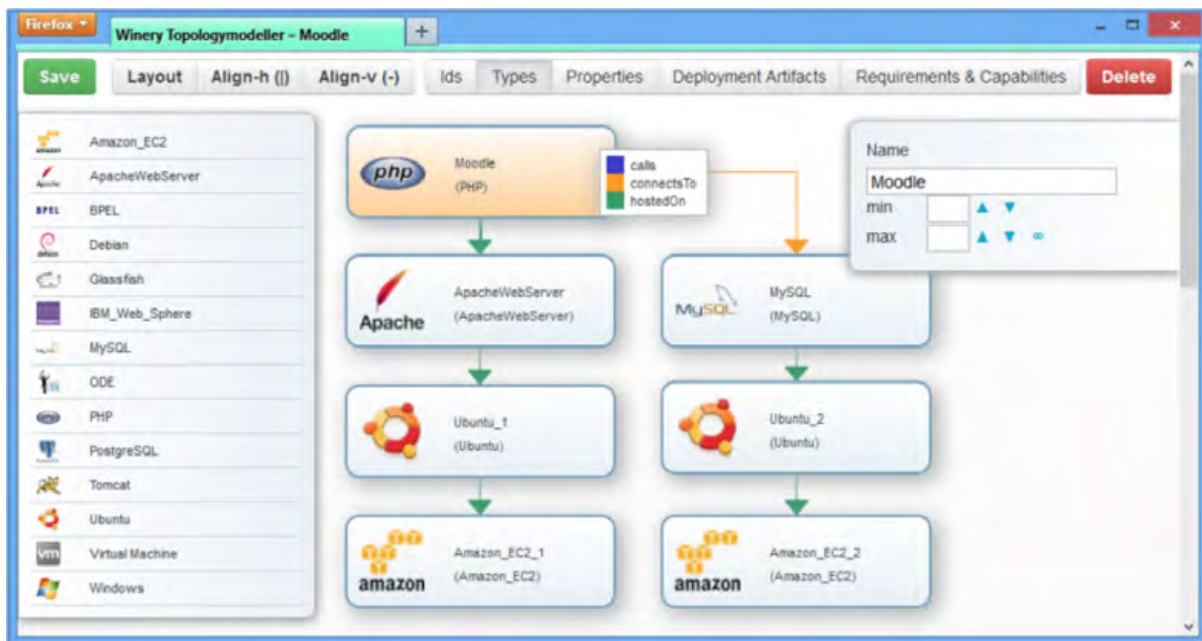 Firefox
Winery Topologymodeller – Moodle
+
Save
Layout
Align-h (|)
Align-v (-)
Ids
Types
Properties
Deployment Artifacts
Requirements & Capabilities
Delete
Amazon_EC2
ApacheWebServer
BPEL BPEL
Debian
Glassfish
IBM_Web_Sphere
MySQL
ODE
PHP
PostgreSQL
Tomcat
Ubuntu
vm Virtual Machine
Windows
php
Moodle
(PHP)
calls
connectsTo
hostedOn
Name
Moodle
min
max
∞
Apache
ApacheWebServer
(ApacheWebServer)
MySQL
MySQL
(MySQL)
Ubuntu_1
(Ubuntu)
Ubuntu_2
(Ubuntu)
amazon
Amazon_EC2_1
(Amazon_EC2)
amazon
Amazon_EC2_2
(Amazon_EC2)